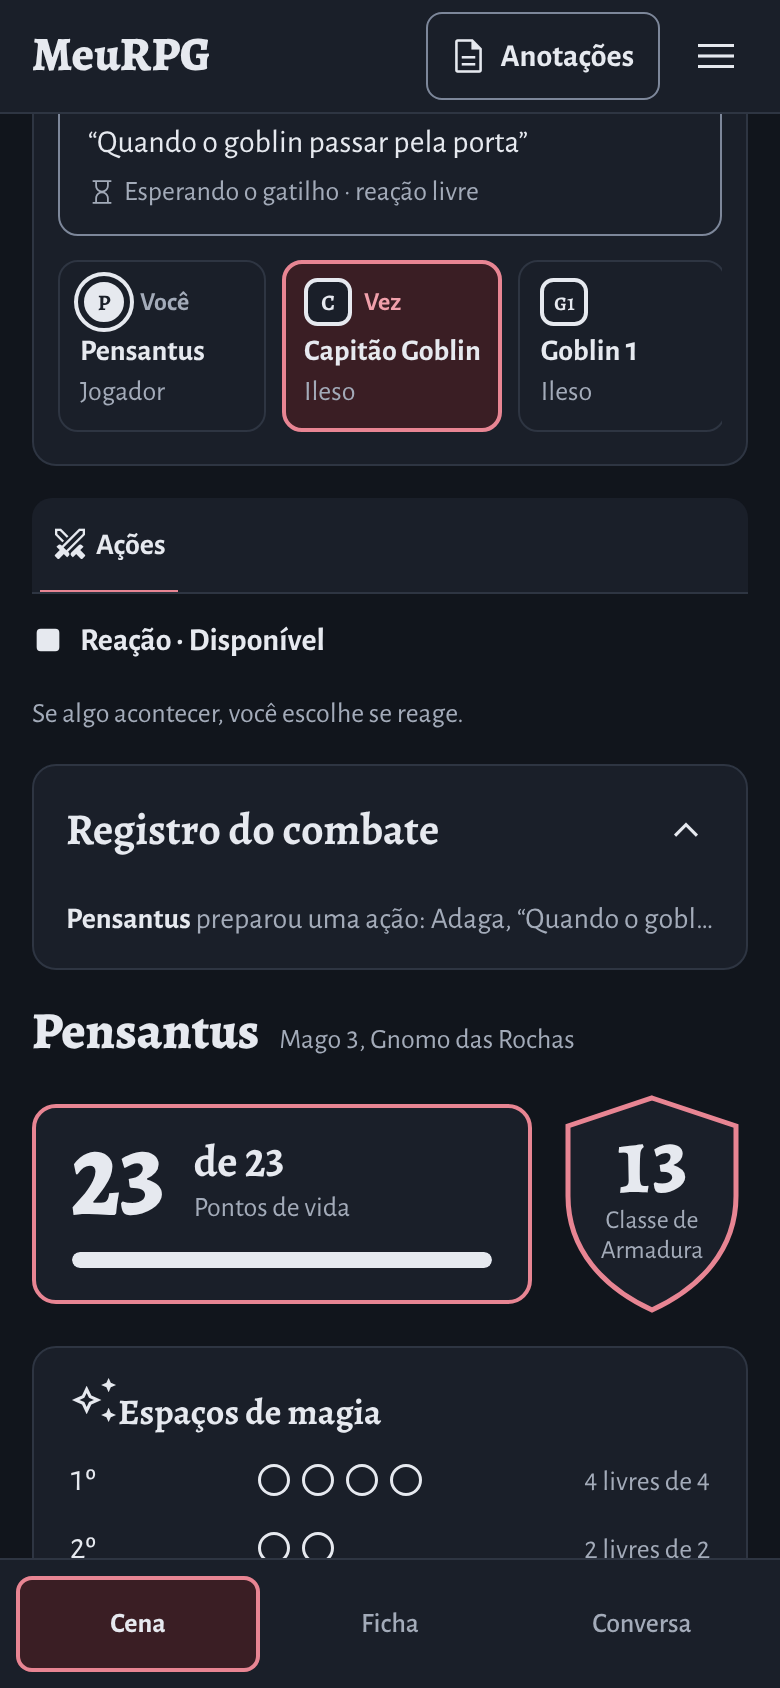 MeuRPG
Anotações
“Quando o goblin passar pela porta”
Esperando o gatilho · reação livre
P Você
Pensantus
Jogador
C Vez
Capitão Goblin
Ileso
G1
Goblin 1
Ileso
Ações
Reação · Disponível
Se algo acontecer, você escolhe se reage.
Registro do combate
Pensantus preparou uma ação: Adaga, “Quando o gobl...
Pensantus Mago 3, Gnomo das Rochas
23 de 23
Pontos de vida
13
Classe de
Armadura
Espaços de magia
1º 4 livres de 4
2º 2 livres de 2
Cena
Ficha
Conversa